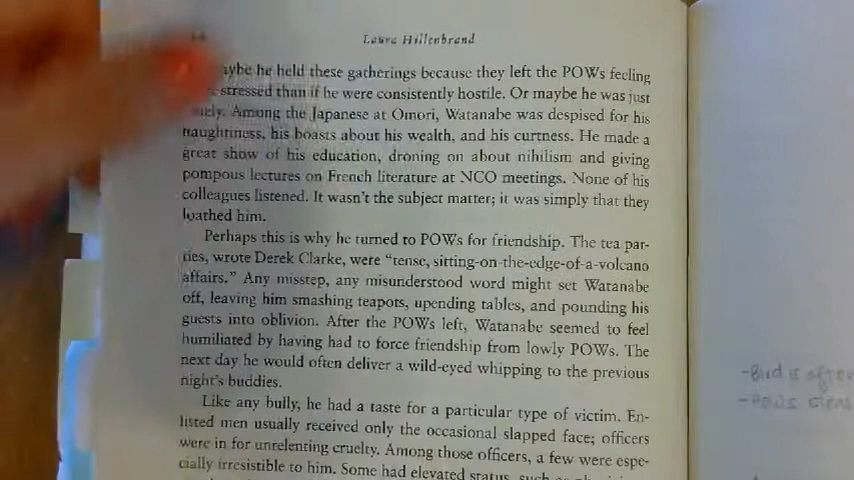 Laura Hillenbrand
he held these gatherings because they left the POWs feeling
stressed than if he were consistently hostile. Or maybe he was just
Among the Japanese at Omori, Watanabe was despised for his
haughtiness, his boasts about his wealth, and his curtness. He made a
great show of his education, droning on about nihilism and giving
pompous lectures on French literature at NCO meetings. None of his
colleagues listened. It wasn't the subject matter; it was simply that they
loathed him.
Perhaps this is why he turned to POWs for friendship. The tea par-
ties, wrote Derek Clarke, were “tense, sitting-on-the-edge-of-a-volcano
affairs.” Any misstep, any misunderstood word might set Watanabe
off, leaving him smashing teapots, upending tables, and pounding his
guests into oblivion. After the POWs left, Watanabe seemed to feel
humiliated by having had to force friendship from lowly POWs. The
next day he would often deliver a wild-eyed whipping to the previous
night's buddies.
Like any bully, he had a taste for a particular type of victim. En-
listed men usually received only the occasional slapped face; officers
were in for unrelenting cruelty. Among those officers, a few were espe-
cially irresistible to him. Some had elevated status, such as
-Bird is after
-POWs steal